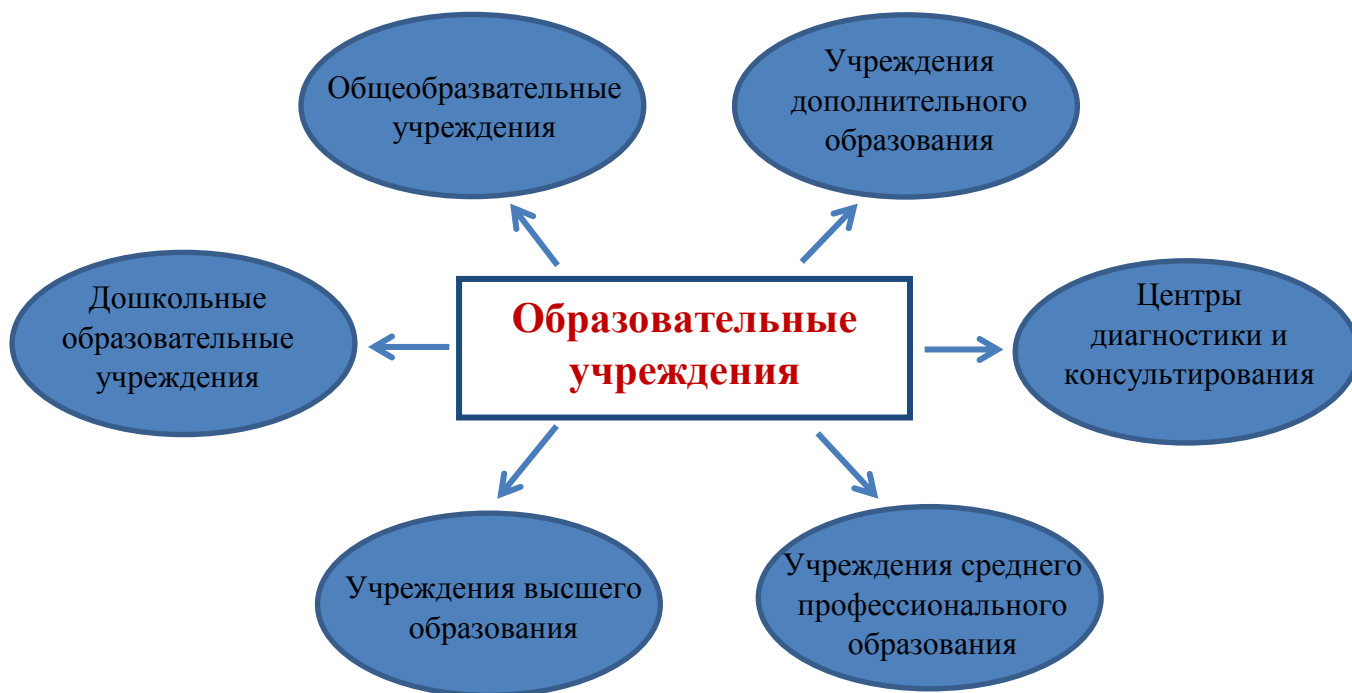 Общеобразвательные
учреждения
Учреждения
дополнительного
образования
Дошкольные
образовательные
учреждения
Образовательные
учреждения
Центры
диагностики и
консультирования
Учреждения высшего
образования
Учреждения среднего
профессионального
образования